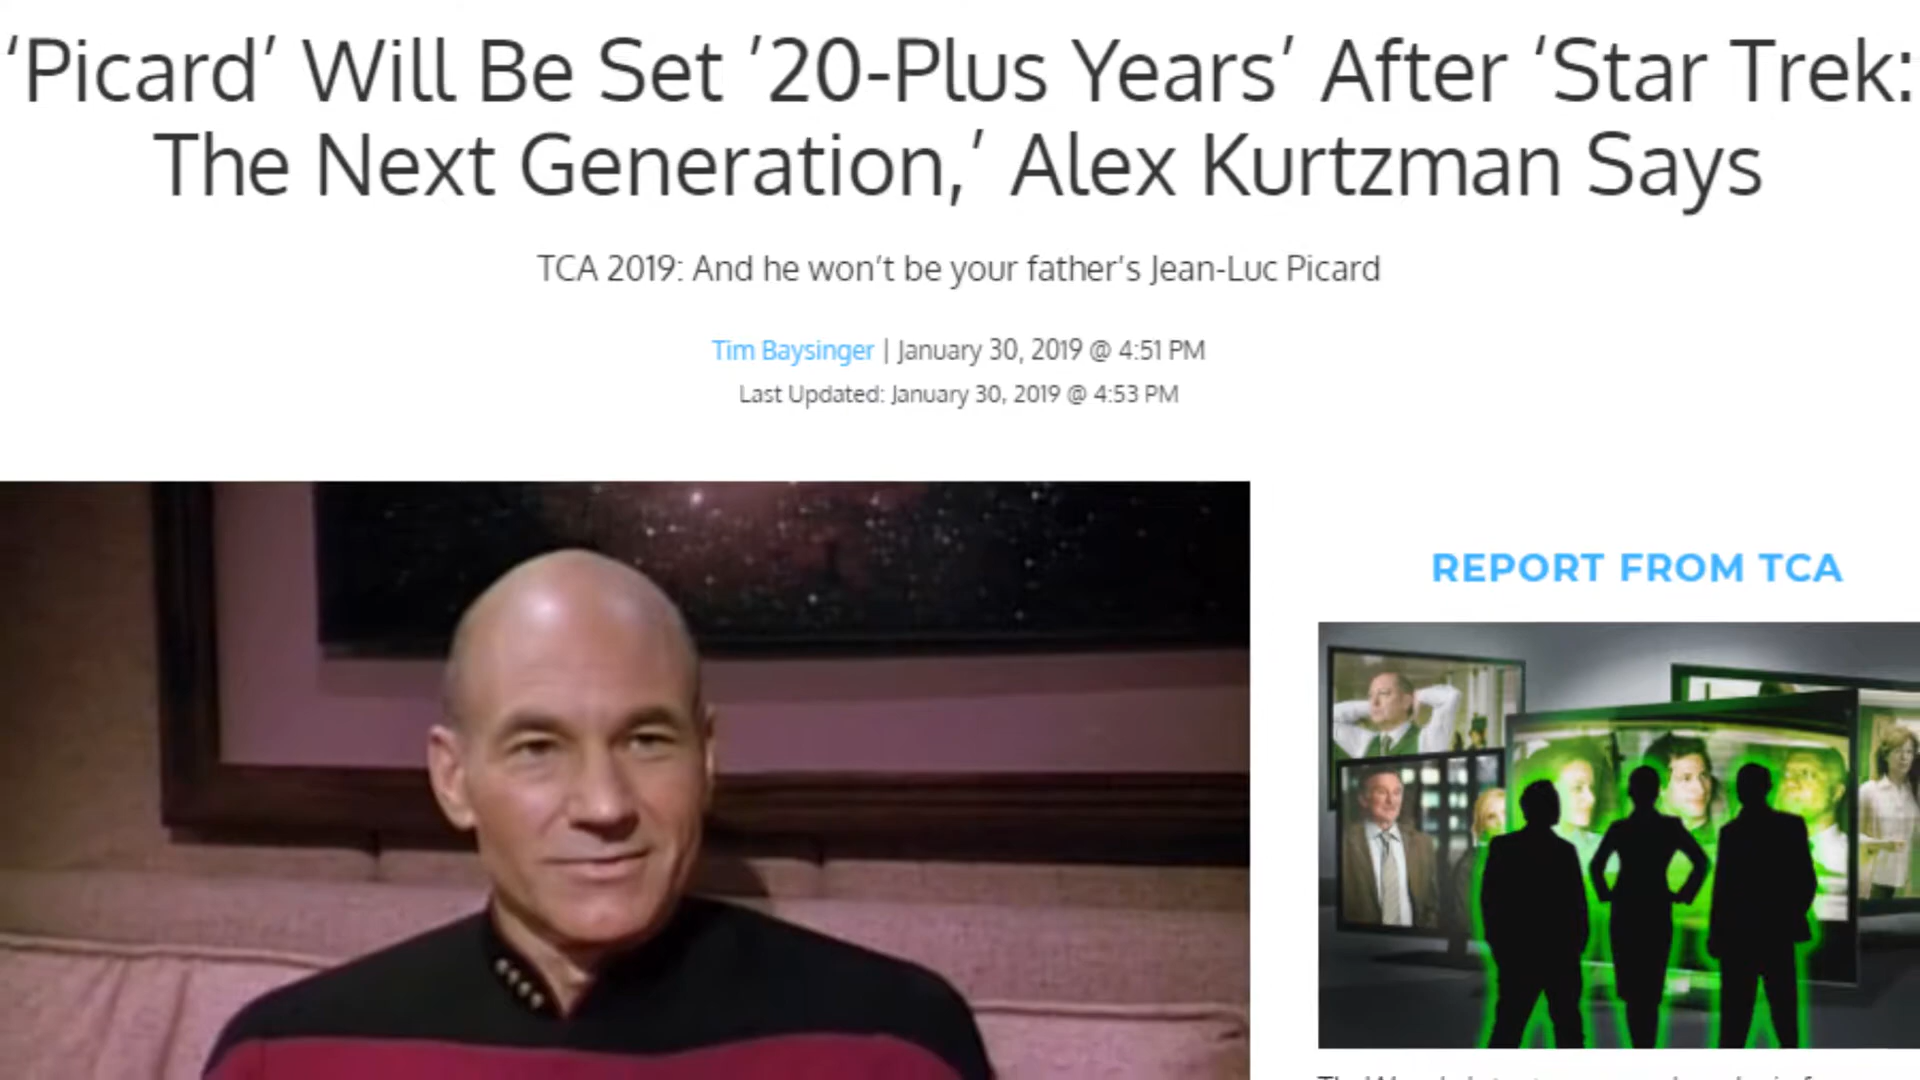 ‘Picard’ Will Be Set ’20-Plus Years’ After ‘Star Trek:
The Next Generation,’ Alex Kurtzman Says
TCA 2019: And he won’t be your father’s Jean-Luc Picard
Tim Baysinger | January 30, 2019 @ 4:51 PM
Last Updated: January 30, 2019 @ 4:53 PM
REPORT FROM TCA